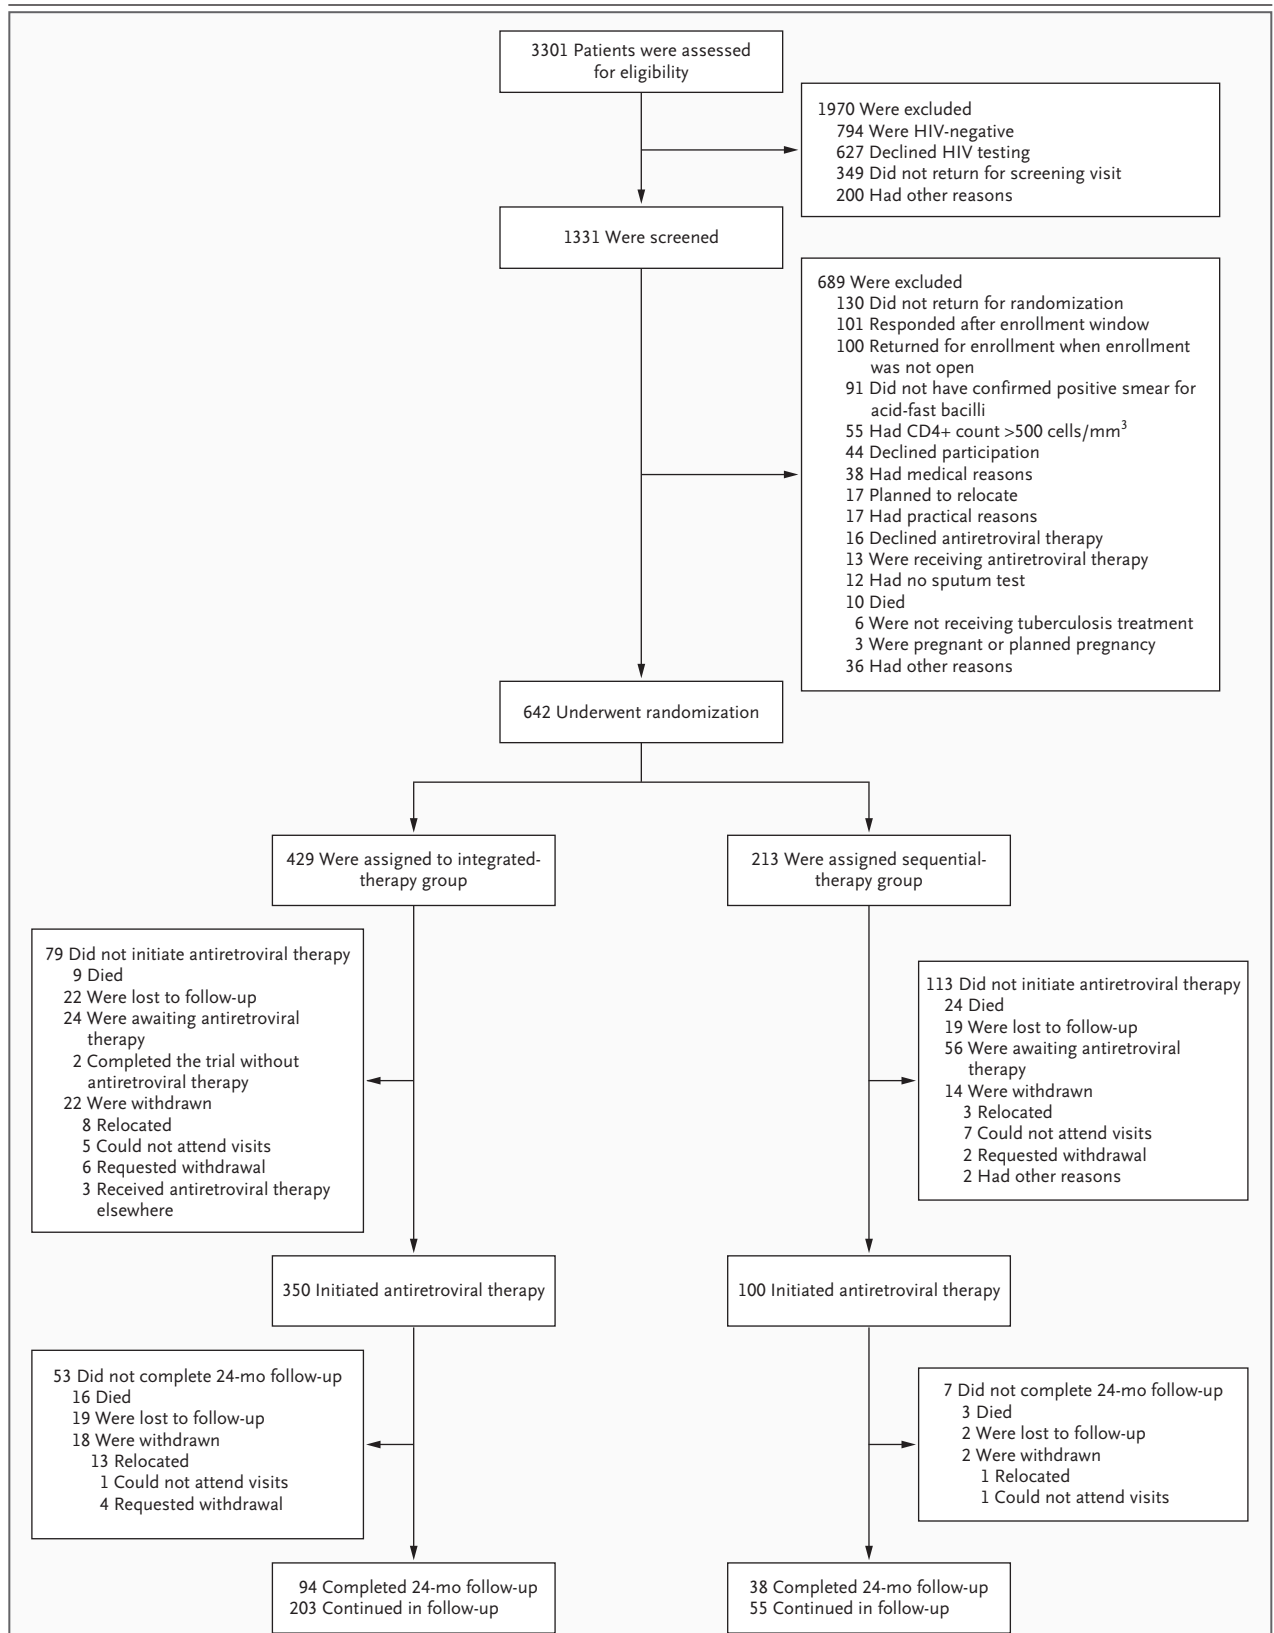 3301 Patients were assessed
for eligibility
1970 Were excluded
794 Were HIV-negative
627 Declined HIV testing
349 Did not return for screening visit
200 Had other reasons
1331 Were screened
689 Were excluded
130 Did not return for randomization
101 Responded after enrollment window
100 Returned for enrollment when enrollment
was not open
91 Did not have confirmed positive smear for
acid-fast bacilli
55 Had CD4+ count >500 cells/mm³
44 Declined participation
38 Had medical reasons
17 Planned to relocate
17 Had practical reasons
16 Declined antiretroviral therapy
13 Were receiving antiretroviral therapy
12 Had no sputum test
10 Died
6 Were not receiving tuberculosis treatment
3 Were pregnant or planned pregnancy
36 Had other reasons
642 Underwent randomization
429 Were assigned to integrated-
therapy group
213 Were assigned sequential-
therapy group
79 Did not initiate antiretroviral therapy
9 Died
22 Were lost to follow-up
24 Were awaiting antiretroviral
therapy
2 Completed the trial without
antiretroviral therapy
22 Were withdrawn
8 Relocated
5 Could not attend visits
6 Requested withdrawal
3 Received antiretroviral therapy
elsewhere
113 Did not initiate antiretroviral therapy
24 Died
19 Were lost to follow-up
56 Were awaiting antiretroviral
therapy
14 Were withdrawn
3 Relocated
7 Could not attend visits
2 Requested withdrawal
2 Had other reasons
350 Initiated antiretroviral therapy
100 Initiated antiretroviral therapy
53 Did not complete 24-mo follow-up
16 Died
19 Were lost to follow-up
18 Were withdrawn
13 Relocated
1 Could not attend visits
4 Requested withdrawal
7 Did not complete 24-mo follow-up
3 Died
2 Were lost to follow-up
2 Were withdrawn
1 Relocated
1 Could not attend visits
94 Completed 24-mo follow-up
203 Continued in follow-up
38 Completed 24-mo follow-up
55 Continued in follow-up